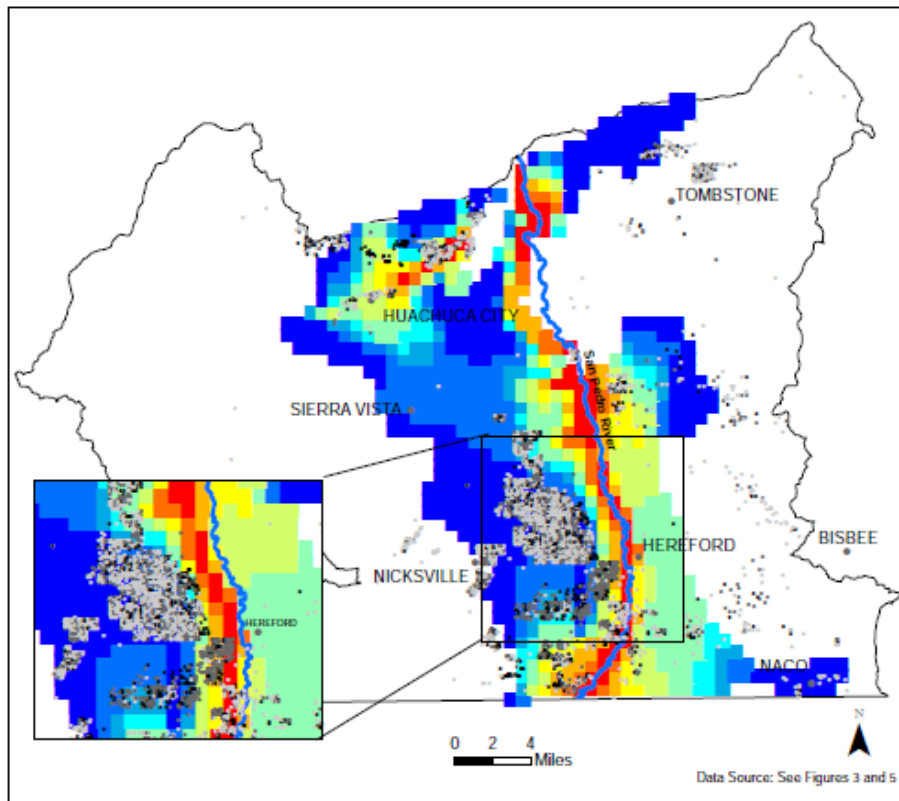 TOMBSTONE
HUACHUCA CITY
San Pedro River
SIERRA VISTA
HEREFORD
BISBEE
NICKSVILLE
HEREFORD
NACO
N
0 2 4
Miles
Data Source: See Figures 3 and 5